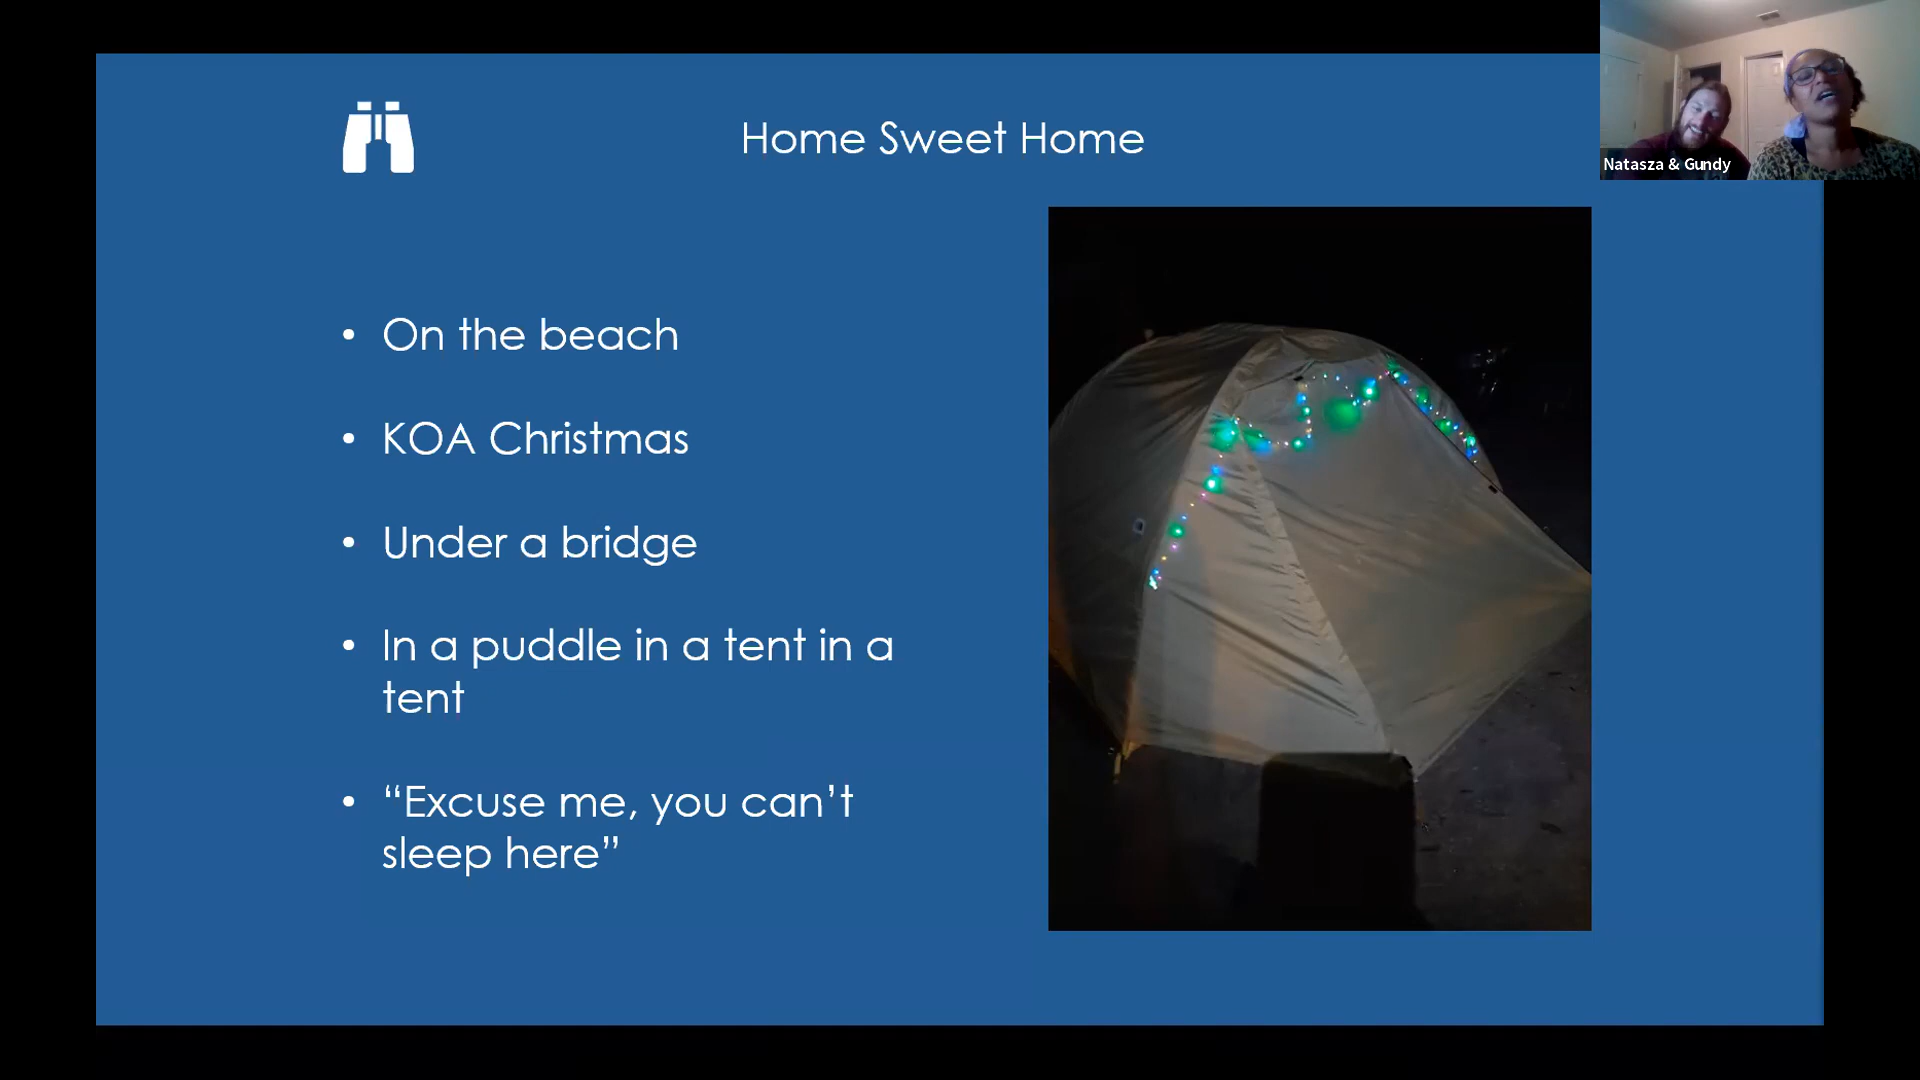 Home Sweet Home
Natasza & Gundy
• On the beach
• KOA Christmas
• Under a bridge
• In a puddle in a tent in a
tent
• “Excuse me, you can’t
sleep here”